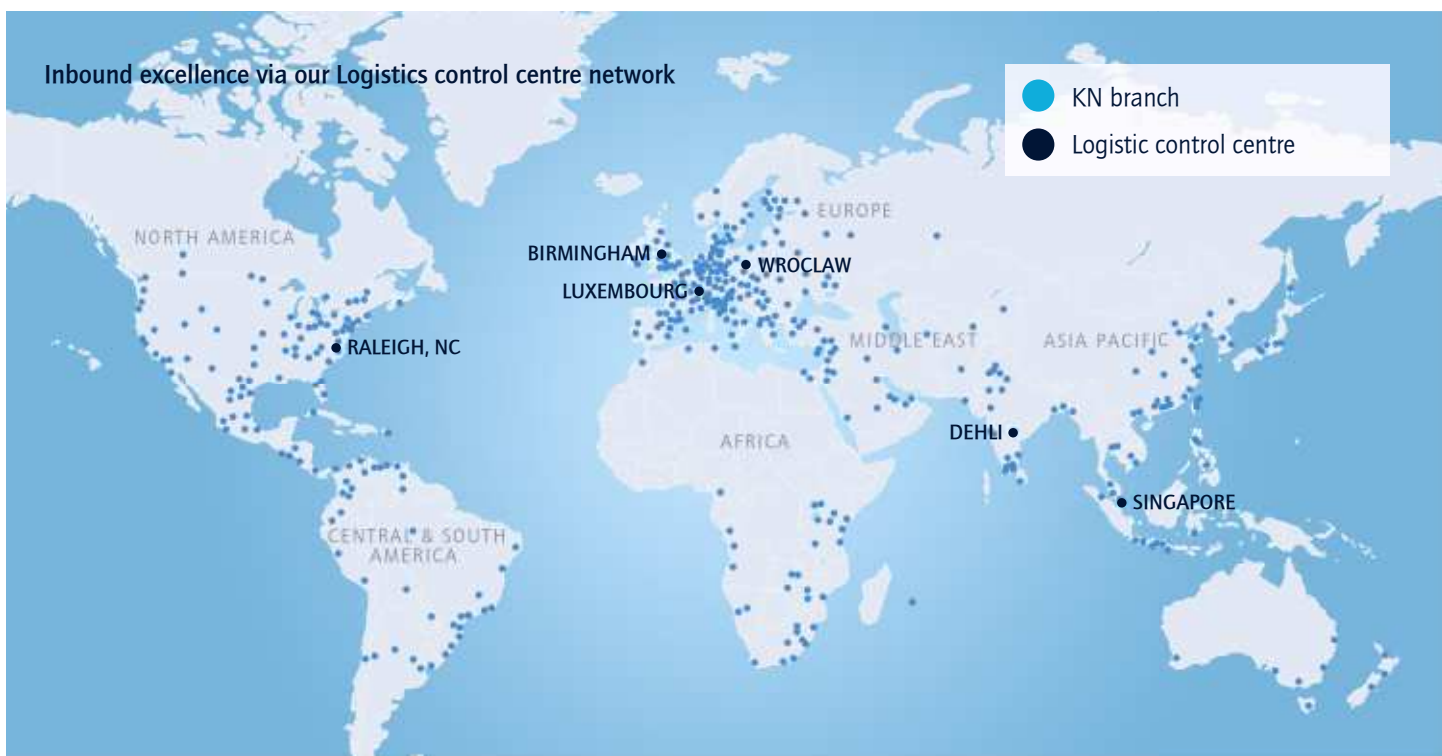 Inbound excellence via our Logistics control centre network
KN branch
Logistic control centre
EUROPE
NORTH AMERICA
BIRMINGHAM
WROCLAW
LUXEMBOURG
RALEIGH, NC
MIDDLE EAST
ASIA PACIFIC
AFRICA
DEHLI
SINGAPORE
CENTRAL & SOUTH
AMERICA